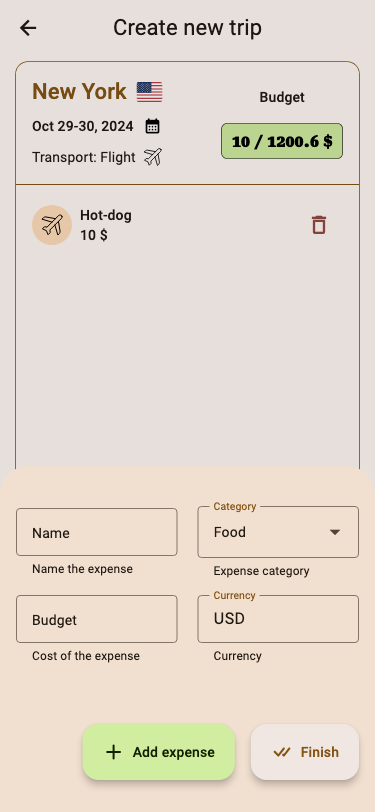 Create new trip
New York
Budget
Oct 29-30, 2024
10 / 1200.6 $
Transport: Flight
Hot-dog
10 $
Category
Name
Food
Name the expense
Expense category
Currency
Budget
USD
Cost of the expense
Currency
Add expense
Finish